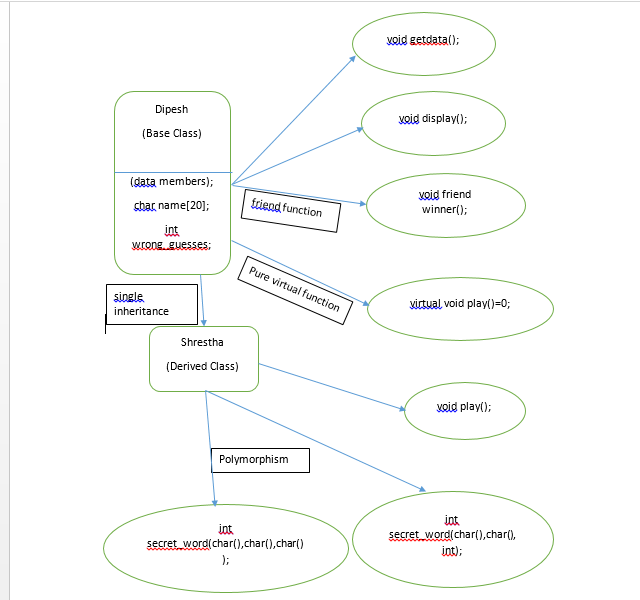 void getdata();
Dipesh
(Base Class)
void display();
(data members);
char name[20];
int
wrong_guesses;
friend function
void friend
winner();
Pure virtual function
virtual void play()=0;
single
inheritance
Shrestha
(Derived Class)
void play();
Polymorphism
int
secret_word(char(),char(),char()
);
int
secret_word(char(),char(),
int);